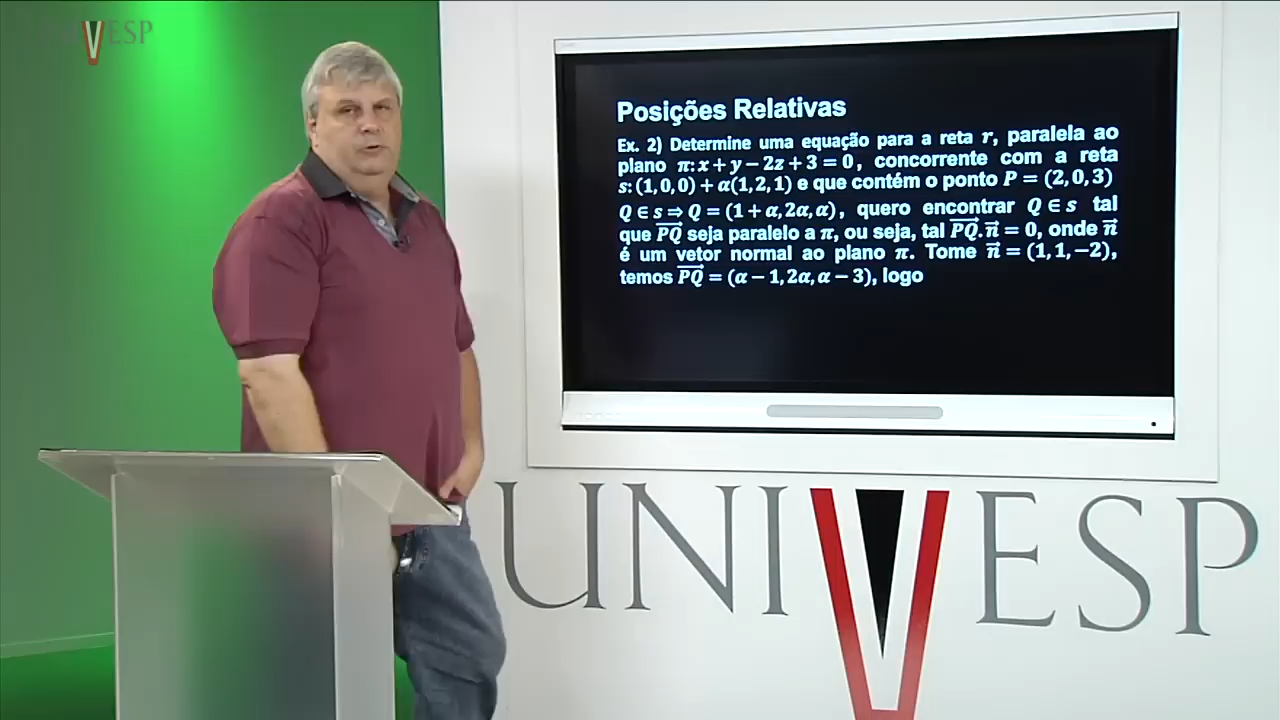 UNIVESP
Posições Relativas
Ex. 2) Determine uma equação para a reta r, paralela ao
plano π: x + y − 2z + 3 = 0, concorrente com a reta
s: (1, 0, 0) + α(1, 2, 1) e que contém o ponto P = (2, 0, 3)
Q ∈ s ⇒ Q = (1 + α, 2α, α), quero encontrar Q ∈ s tal
que P⃗Q⃗ seja paralelo a π, ou seja, tal P⃗Q⃗. n⃗ = 0, onde n⃗
é um vetor normal ao plano π. Tome n⃗ = (1, 1, −2),
temos P⃗Q⃗ = (α − 1, 2α, α − 3), logo
UNIVESP